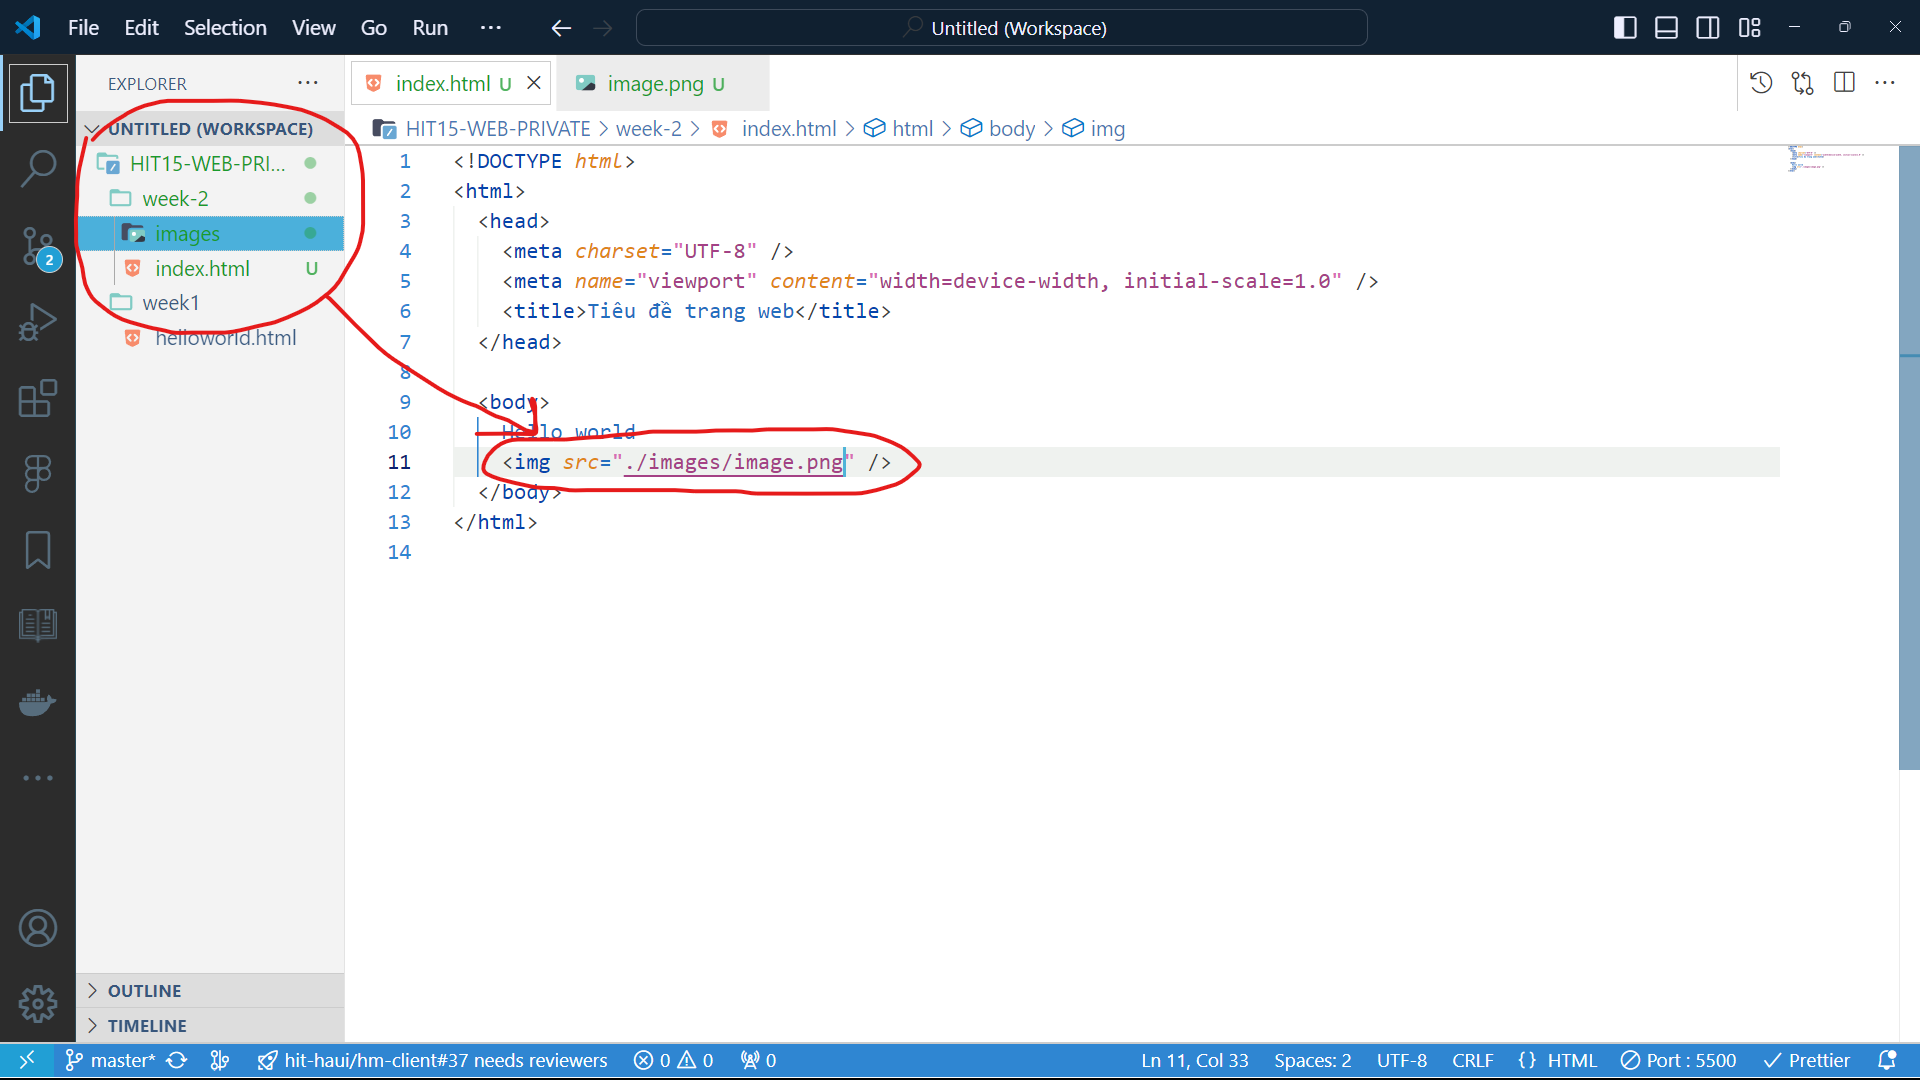 File Edit Selection View Go Run ··· Untitled (Workspace)
EXPLORER ···
UNTITLED (WORKSPACE)
HIT15-WEB-PRI...
week-2
images
index.html U
week1
helloworld.html
OUTLINE
TIMELINE
index.html U image.png U
HIT15-WEB-PRIVATE > week-2 > index.html > html > body > img
1 <!DOCTYPE html>
2 <html>
3 <head>
4 <meta charset="UTF-8" />
5 <meta name="viewport" content="width=device-width, initial-scale=1.0" />
6 <title>Tiêu đề trang web</title>
7 </head>
8
9 <body>
10 Hello world
11 <img src="./images/image.png" />
12 </body>
13 </html>
14
2
master* hit-haui/hm-client#37 needs reviewers 0 0 0 Ln 11, Col 33 Spaces: 2 UTF-8 CRLF {} HTML Port : 5500 Prettier